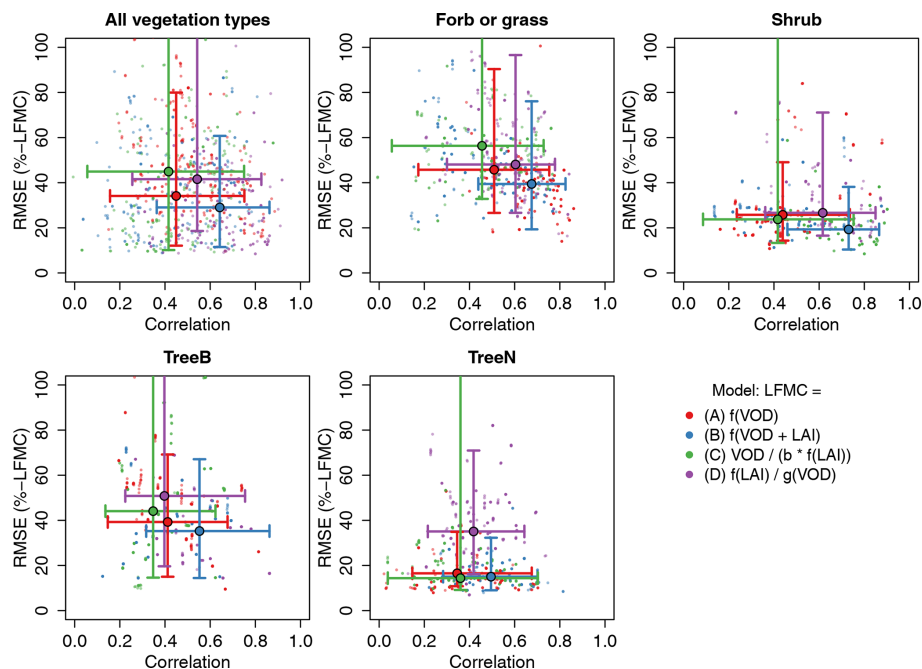 All vegetation types
RMSE (%−LFMC)
100
80
60
40
20
0
0.0 0.2 0.4 0.6 0.8 1.0
Correlation
Forb or grass
RMSE (%−LFMC)
100
80
60
40
20
0
0.0 0.2 0.4 0.6 0.8 1.0
Correlation
Shrub
RMSE (%−LFMC)
100
80
60
40
20
0
0.0 0.2 0.4 0.6 0.8 1.0
Correlation
TreeB
RMSE (%−LFMC)
100
80
60
40
20
0
0.0 0.2 0.4 0.6 0.8 1.0
Correlation
TreeN
RMSE (%−LFMC)
100
80
60
40
20
0
0.0 0.2 0.4 0.6 0.8 1.0
Correlation
Model: LFMC =
(A) f(VOD)
(B) f(VOD + LAI)
(C) VOD / (b * f(LAI))
(D) f(LAI) / g(VOD)